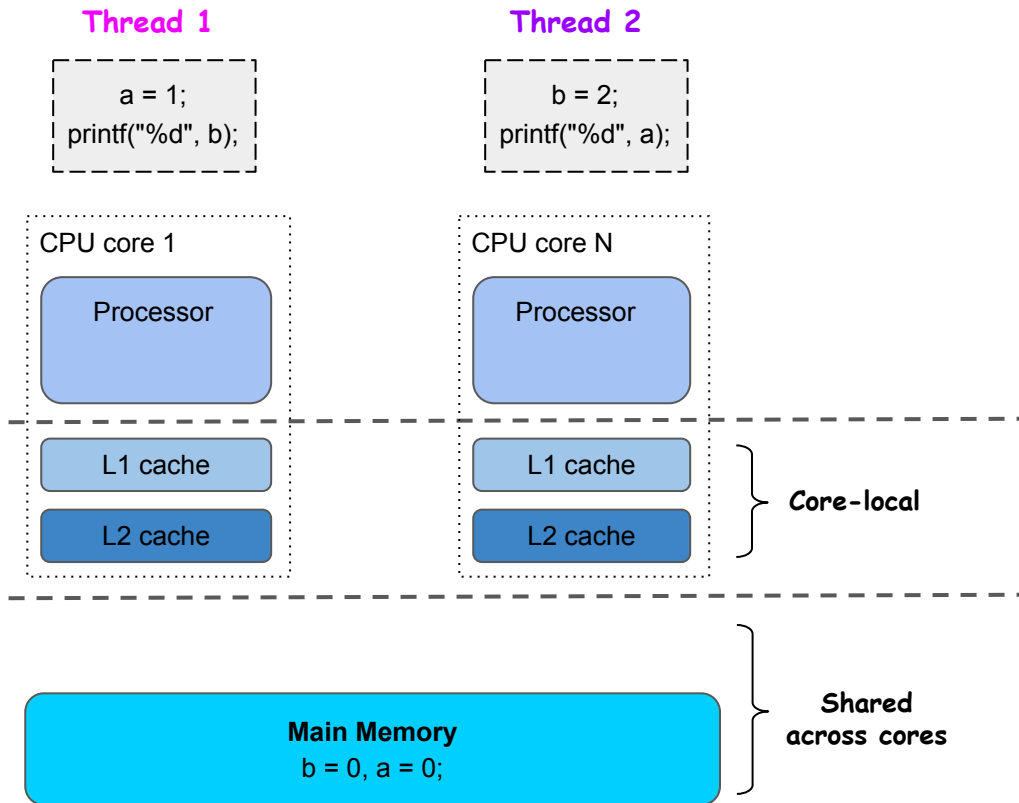 Thread 1
Thread 2
a = 1;
printf("%d", b);
b = 2;
printf("%d", a);
CPU core 1
Processor
CPU core N
Processor
L1 cache
L2 cache
L1 cache
L2 cache
Core-local
Main Memory
b = 0, a = 0;
Shared
across cores